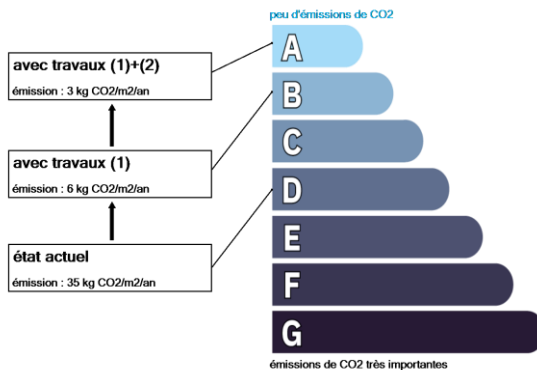 peu d'émissions de CO2
A
avec travaux (1)+(2)
émission : 3 kg CO2/m2/an
B
C
avec travaux (1)
émission : 6 kg CO2/m2/an
D
E
état actuel
émission : 35 kg CO2/m2/an
F
G
émissions de CO2 très importantes